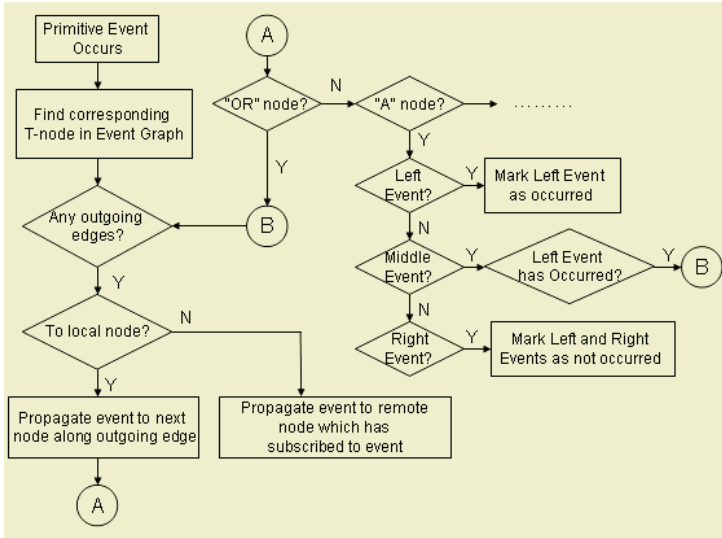 Primitive Event
Occurs
Find corresponding
T-node in Event Graph
Any outgoing
edges?
Y
To local node?
N
Y
Propagate event to next
node along outgoing edge
A
Propagate event to remote
node which has
subscribed to event
A
"OR" node?
N
Y
B
"A" node?
.........
Y
Left
Event?
Y
Mark Left Event
as occurred
N
Middle
Event?
Y
Left Event
has Occurred?
Y
B
N
Right
Event?
Y
Mark Left and Right
Events as not occurred